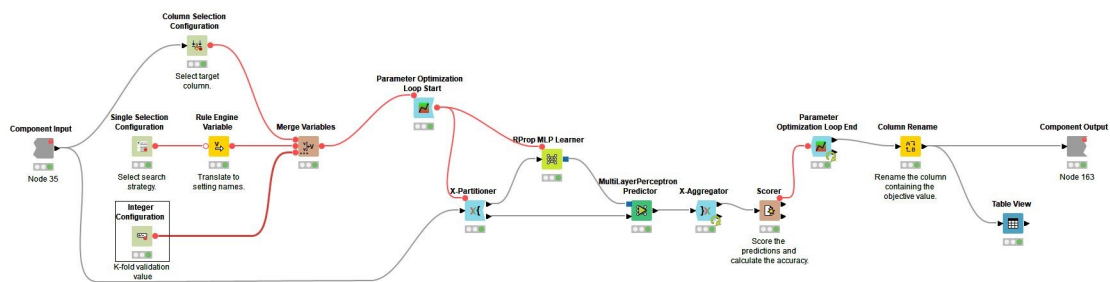 Column Selection
Configuration
Select target
column.
Component Input
Node 35
Single Selection
Configuration
Select search
strategy.
Rule Engine
Variable
Translate to
setting names.
Merge Variables
Integer
Configuration
K-fold validation
value
Parameter Optimization
Loop Start
RProp MLP Learner
X-Partitioner
MultiLayerPerceptron
Predictor
X-Aggregator
Scorer
Score the
predictions and
calculate the accuracy.
Parameter
Optimization Loop End
Column Rename
Rename the column
containing the
objective value.
Table View
Component Output
Node 163